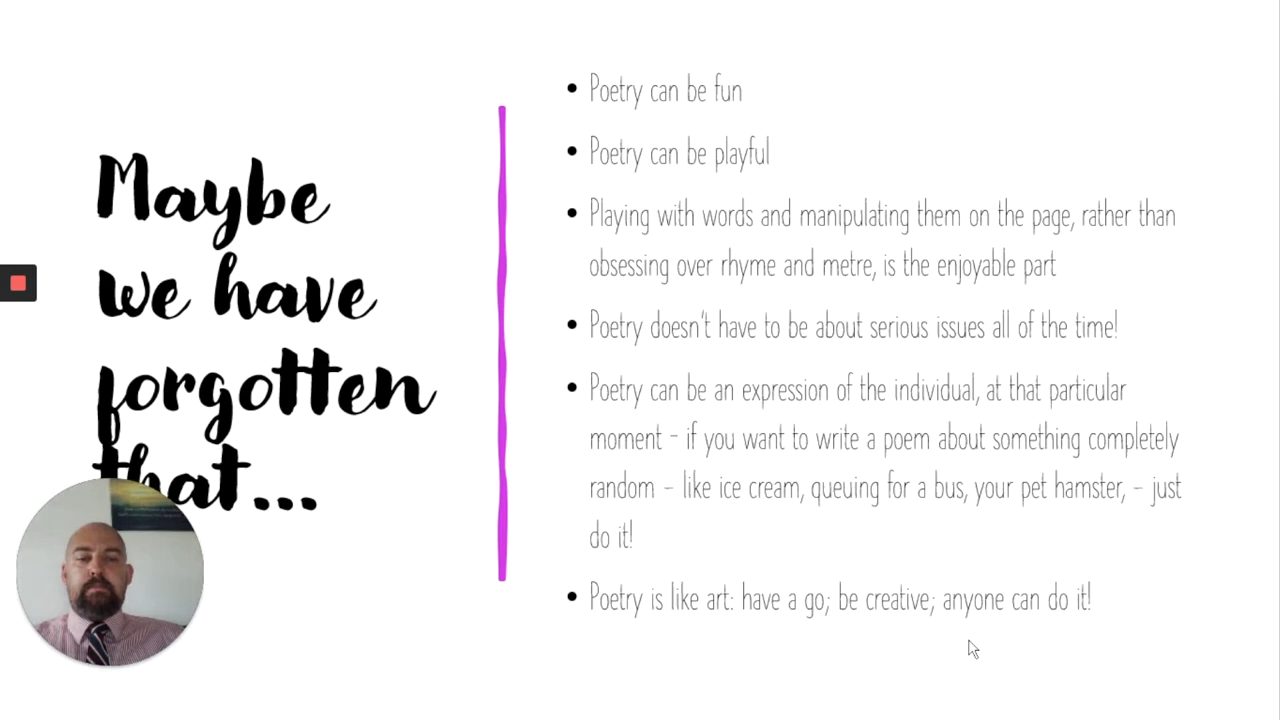 Maybe
we have
forgotten
that...
• Poetry can be fun
• Poetry can be playful
• Playing with words and manipulating them on the page, rather than
obsessing over rhyme and metre, is the enjoyable part
• Poetry doesn't have to be about serious issues all of the time!
• Poetry can be an expression of the individual, at that particular
moment - if you want to write a poem about something completely
random – like ice cream, queuing for a bus, your pet hamster, – just
do it!
• Poetry is like art: have a go; be creative; anyone can do it!